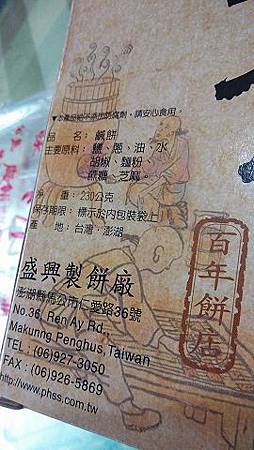 ▼本產品絕不添加防腐劑,請安心食用。
品　名:鹹餅
主要原料:鹽、蔥、油、水
胡椒、麵粉
蔗糖、芝麻。
淨　重:230公克
保存期限:標示於內包裝袋上
產　地:台灣.澎湖
盛興製餅廠
澎湖縣馬公市仁愛路36號
No.36, Ren Ay Rd.,
Makunng Penghus, Taiwan
TEL : (06)927-3050
FAX : (06)926-5869
http://www.phss.com.tw
百年餅店